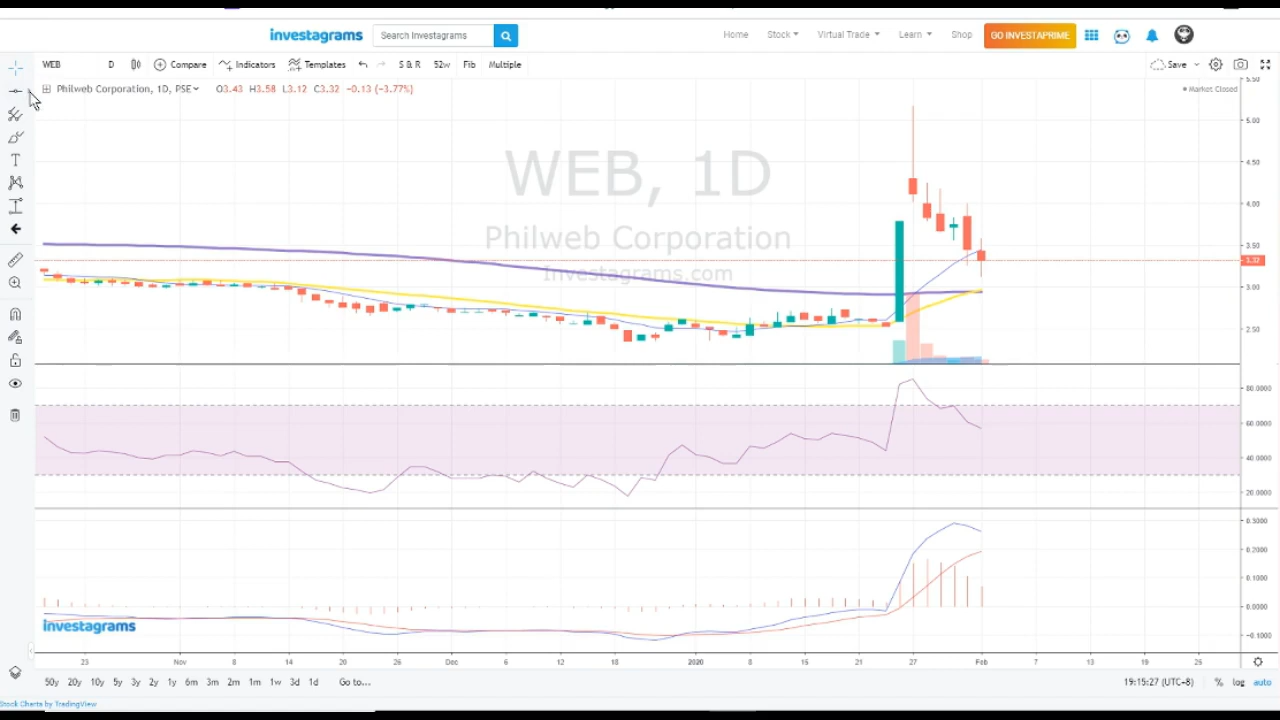 investagrams Search Investagrams Home Stock Virtual Trade Learn Shop GO INVESTAPRIME
WEB D Compare Indicators Templates S & R 52w Fib Multiple Save
Philweb Corporation, 1D, PSE O3.43 H3.58 L3.12 C3.32 −0.13 (−3.77%) Market Closed
5.50
5.00
WEB, 1D
4.50
4.00
Philweb Corporation
3.50
3.32
Investagrams.com
3.00
2.50
80.0000
60.0000
40.0000
20.0000
0.3000
0.2000
0.1000
0.0000
investagrams
−0.1000
23 Nov 8 14 20 26 Dec 6 12 18 2020 8 15 21 27 Feb 7 13 19 25
50y 20y 10y 5y 3y 2y 1y 6m 3m 2m 1m 1w 3d 1d Go to... 19:15:27 (UTC-8) % log auto
Stock Charts by TradingView